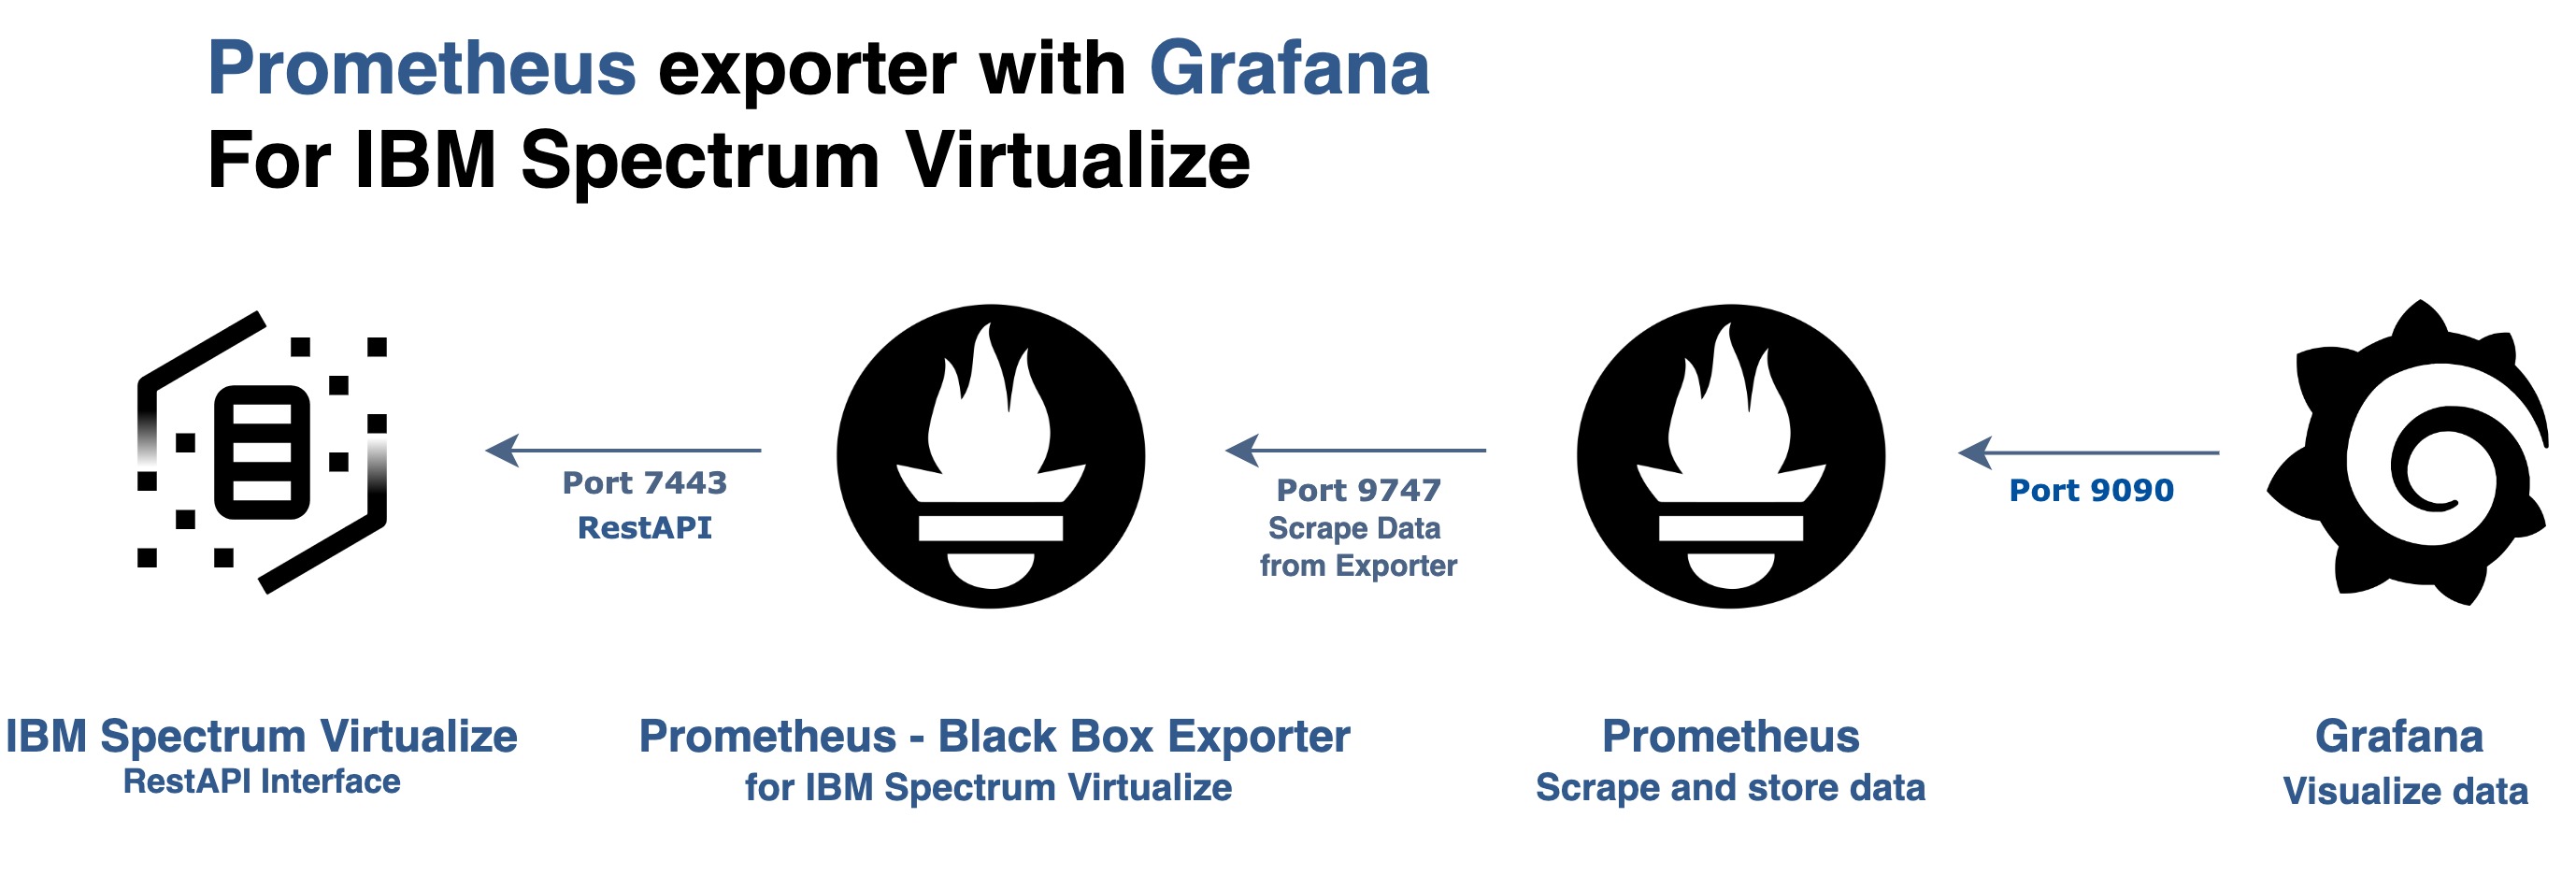 Prometheus exporter with Grafana
For IBM Spectrum Virtualize
Port 7443
RestAPI
Port 9747
Scrape Data
from Exporter
Port 9090
IBM Spectrum Virtualize
RestAPI Interface
Prometheus - Black Box Exporter
for IBM Spectrum Virtualize
Prometheus
Scrape and store data
Grafana
Visualize data